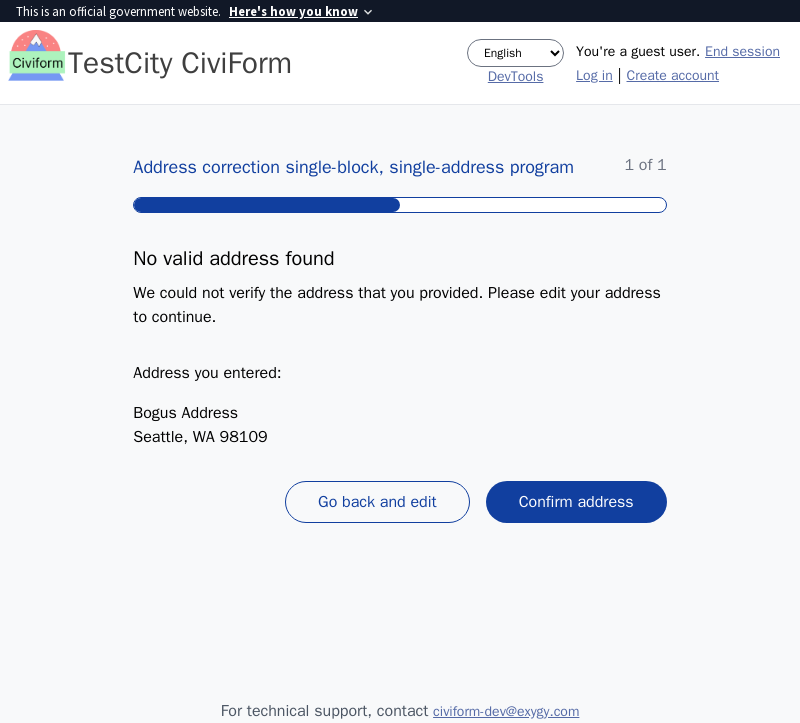 This is an official government website. Here's how you know
Civiform
TestCity CiviForm
English
DevTools
You're a guest user. End session
Log in | Create account
Address correction single-block, single-address program
1 of 1
No valid address found
We could not verify the address that you provided. Please edit your address
to continue.
Address you entered:
Bogus Address
Seattle, WA 98109
Go back and edit
Confirm address
For technical support, contact civiform-dev@exygy.com